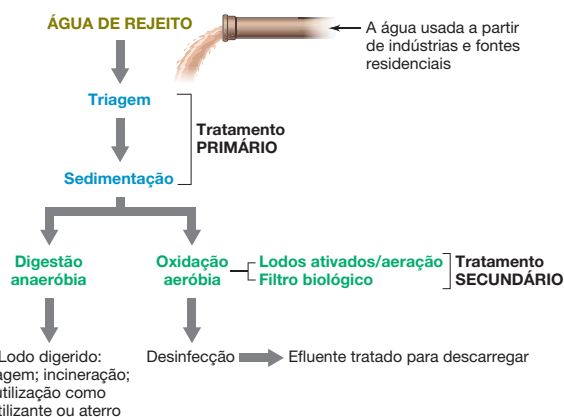 ÁGUA DE REJEITO
A água usada a partir
de indústrias e fontes
residenciais
Triagem
Tratamento
PRIMÁRIO
Sedimentação
Digestão
anaeróbia
Oxidação
aeróbia
Lodos ativados/aeração
Filtro biológico
Tratamento
SECUNDÁRIO
Lodo digerido:
incineração;
utilização como
ou aterro
Desinfecção
Efluente tratado para descarregar